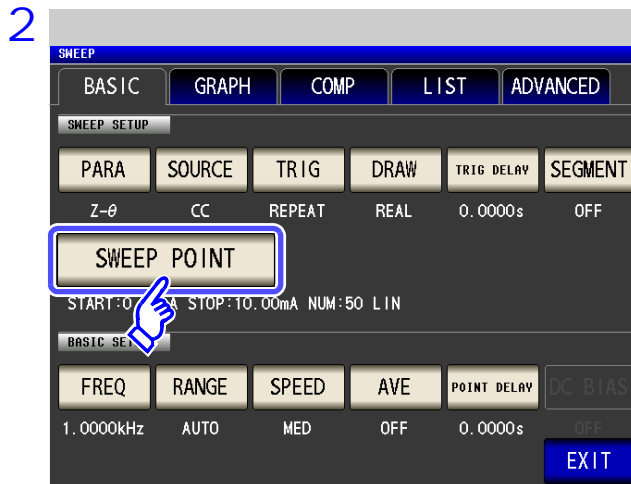 2
SWEEP
BASIC GRAPH COMP LIST ADVANCED
SWEEP SETUP
PARA SOURCE TRIG DRAW TRIG DELAY SEGMENT
Z-θ CC REPEAT REAL 0.0000s OFF
SWEEP POINT
START:0 A STOP:10.00mA NUM:50 LIN
BASIC
FREQ RANGE SPEED AVE POINT DELAY DC BIAS
1.0000kHz AUTO MED OFF 0.0000s OFF
EXIT